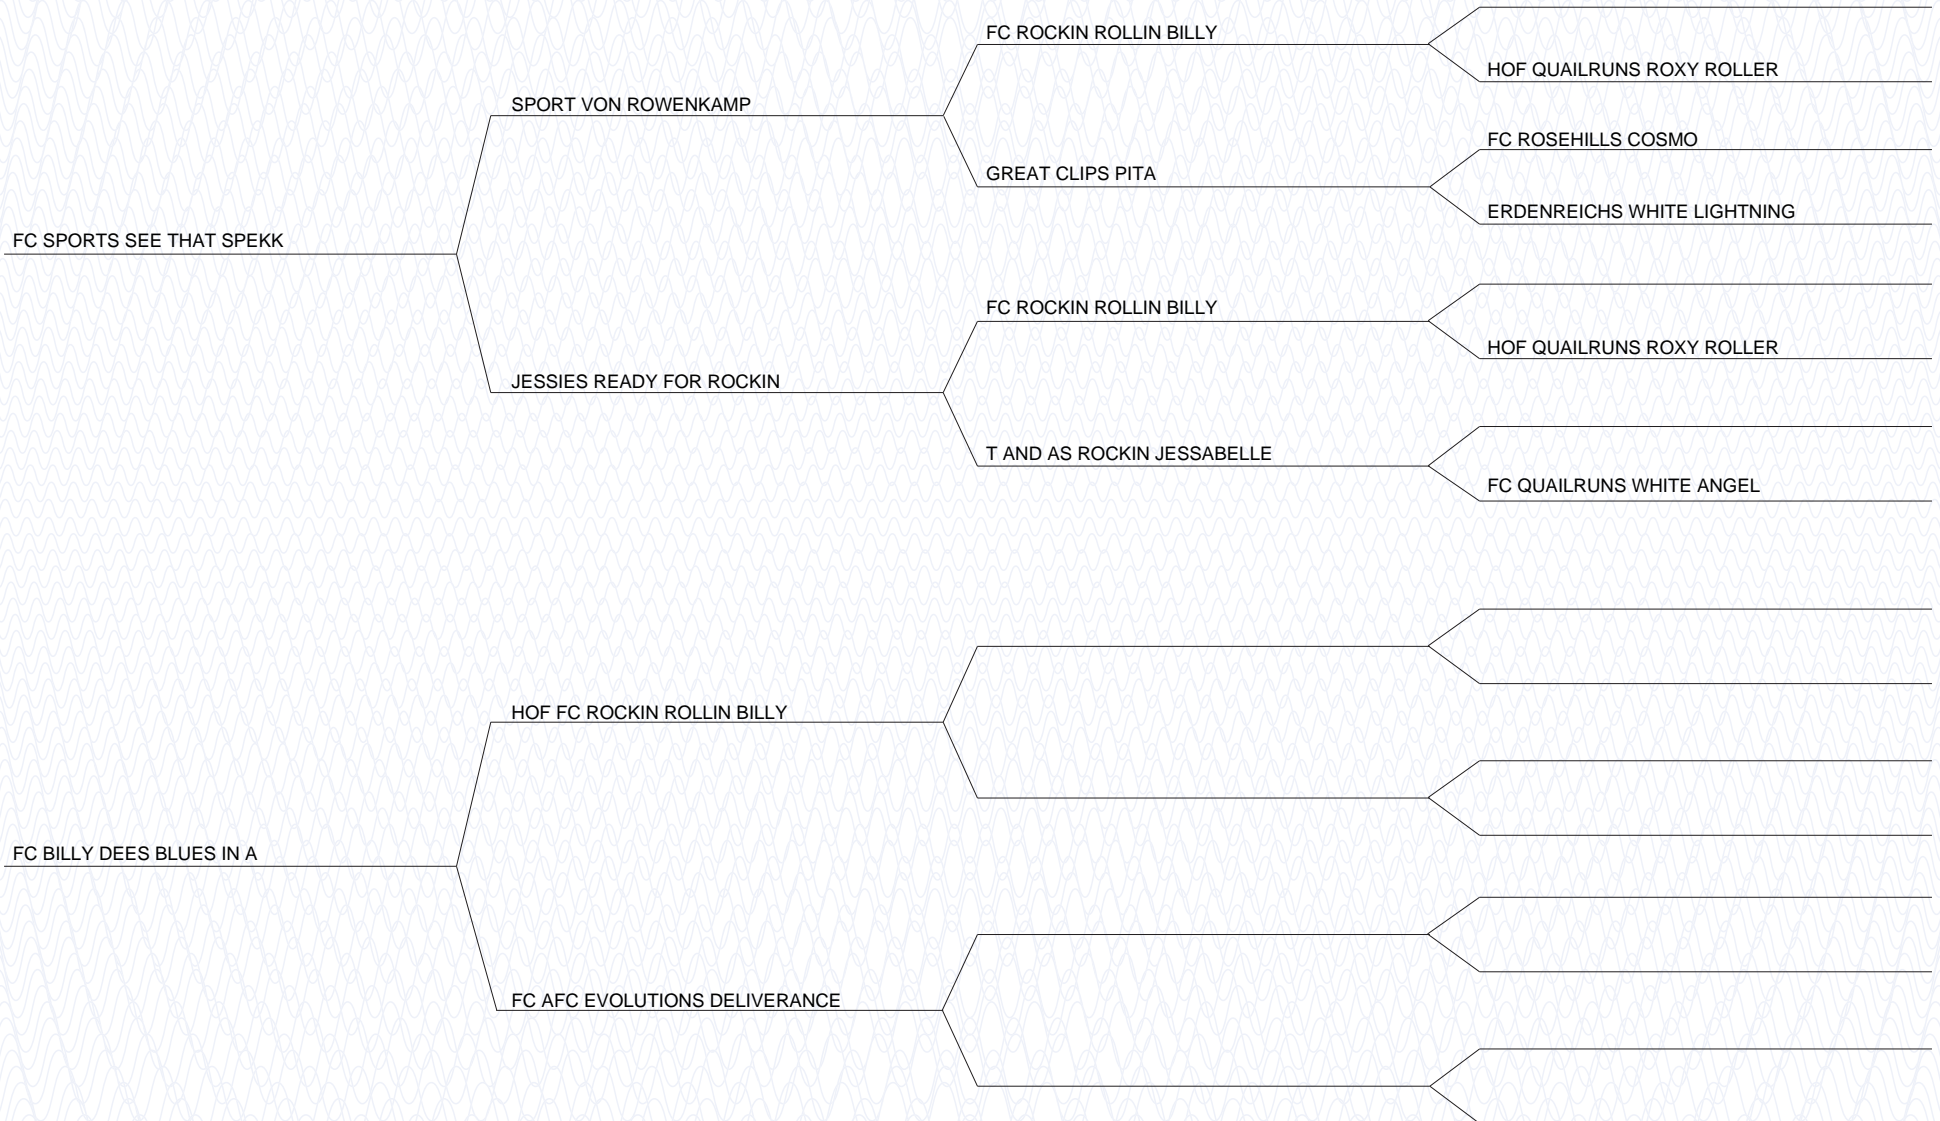 FC ROCKIN ROLLIN BILLY
HOF QUAILRUNS ROXY ROLLER
SPORT VON ROWENKAMP
FC ROSEHILLS COSMO
GREAT CLIPS PITA
ERDENREICHS WHITE LIGHTNING
FC SPORTS SEE THAT SPEKK
FC ROCKIN ROLLIN BILLY
HOF QUAILRUNS ROXY ROLLER
JESSIES READY FOR ROCKIN
T AND AS ROCKIN JESSABELLE
FC QUAILRUNS WHITE ANGEL
HOF FC ROCKIN ROLLIN BILLY
FC BILLY DEES BLUES IN A
FC AFC EVOLUTIONS DELIVERANCE